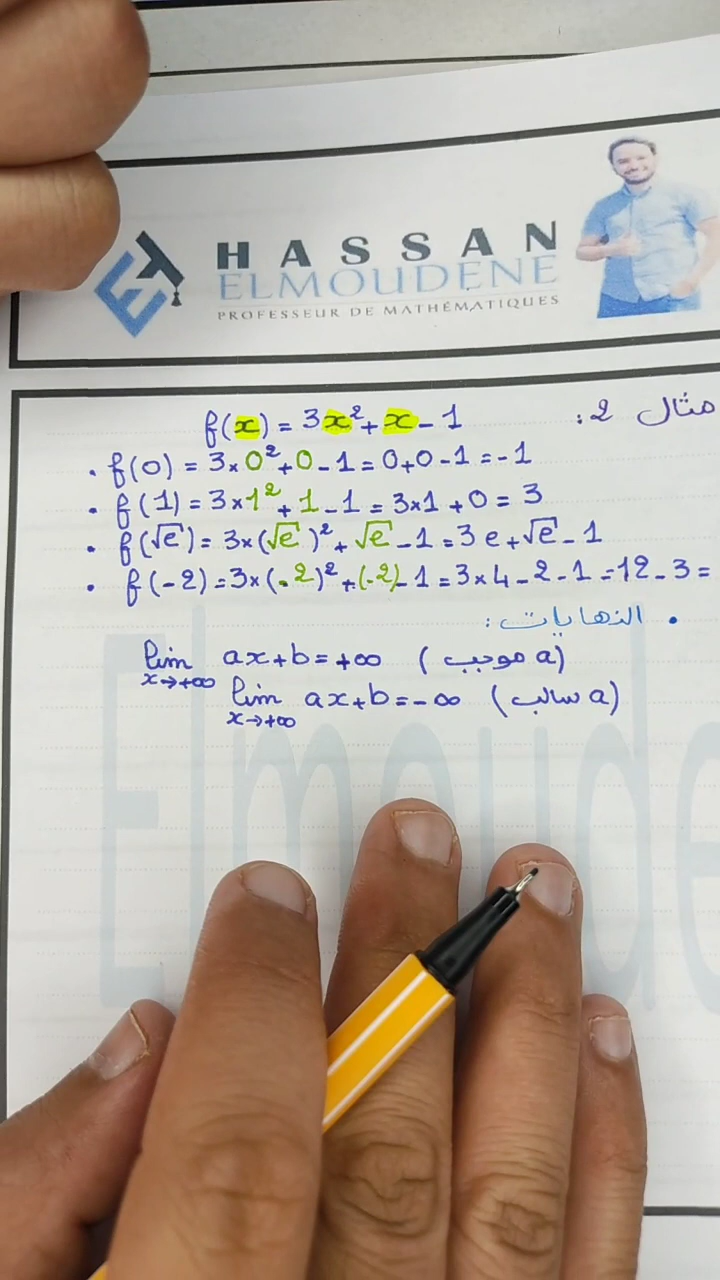 HASSAN
ELMOUDENE
PROFESSEUR DE MATHÉMATIQUES
مثال 2: f(x) = 3x²+x-1
• f(0) = 3×0²+0-1=0+0-1=-1
• f(1)=3×1²+1-1=3×1+0=3
• f(√e)=3×(√e)²+√e-1=3e+√e-1
• f(-2)=3×(-2)²+(-2)-1=3×4-2-1=12-3=
• النهايات:
lim x→+∞ ax+b=+∞ (a موجب)
lim x→+∞ ax+b=-∞ (a سالب)
Elmoude